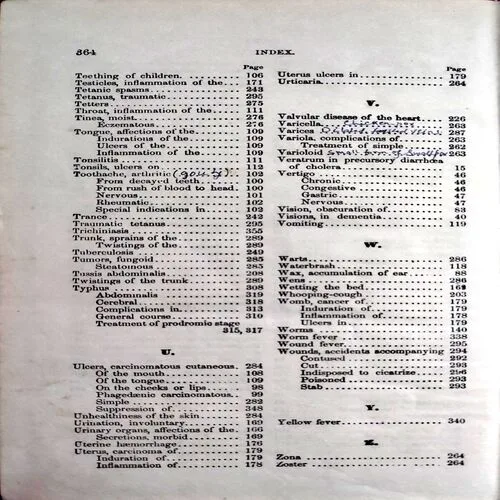 364
INDEX.
Page
Teething of children. 106
Testicles, inflammation of the 171
Tetanic spasms 243
Tetanus, traumatic 295
Tetters 275
Throat, inflammation of the 111
Tinea, moist 276
Eczematous 276
Tongue, affections of the 109
Indurations of the 109
Ulcers of the 109
Inflammation of the 109
Tonsilitis 111
Tonsils, ulcers on 112
Toothache, arthritic (gouty) 102
From decayed teeth 100
From rush of blood to head. 100
Nervous 101
Rheumatic 102
Special indications in 102
Trance 242
Traumatic tetanus 295
Trichiniasis 355
Trunk, sprains of the 289
Twistings of the 289
Tuberculosis 249
Tumors, fungoid 285
Steatomous 285
Tussis abdominalis 208
Twistings of the trunk 289
Typhus 308
Abdominalis 319
Cerebral 318
Complications in 313
General course 310
Treatment of prodromic stage
315, 317
U.
Ulcers, carcinomatous cutaneous. 284
Of the mouth 108
Of the tongue 109
On the cheeks or lips 98
Phagedænic carcinomatous 99
Simple 282
Suppression of 348
Unhealthiness of the skin 284
Urination, involuntary 169
Urinary organs, affections of the 166
Secretions, morbid 169
Uterine hæmorrhage 176
Uterus, carcinoma of 179
Induration of 179
Inflammation of 178
Page
Uterus ulcers in 179
Urticaria 264
V.
Valvular disease of the heart 226
Varicella 263
Varices 287
Variola, complications of 263
Treatment of simple 262
Varioloid 263
Veratrum in precursory diarrhœa
of cholera 15
Vertigo 46
Chronic 46
Congestive 46
Gastric 47
Nervous 47
Vision, obscuration of 83
Visions, in dementia 40
Vomiting 119
W.
Warts 286
Waterbrash 118
Wax, accumulation of ear 88
Wens 286
Wetting the bed 169
Whooping-cough 203
Womb, cancer of 179
Induration of 179
Inflammation of 178
Ulcers in 179
Worms 140
Worm fever 338
Wound fever 295
Wounds, accidents accompanying 294
Contused 292
Cut 293
Indisposed to cicatrize 296
Poisoned 293
Stab 293
Y.
Yellow fever 340
Z.
Zona 264
Zoster 264